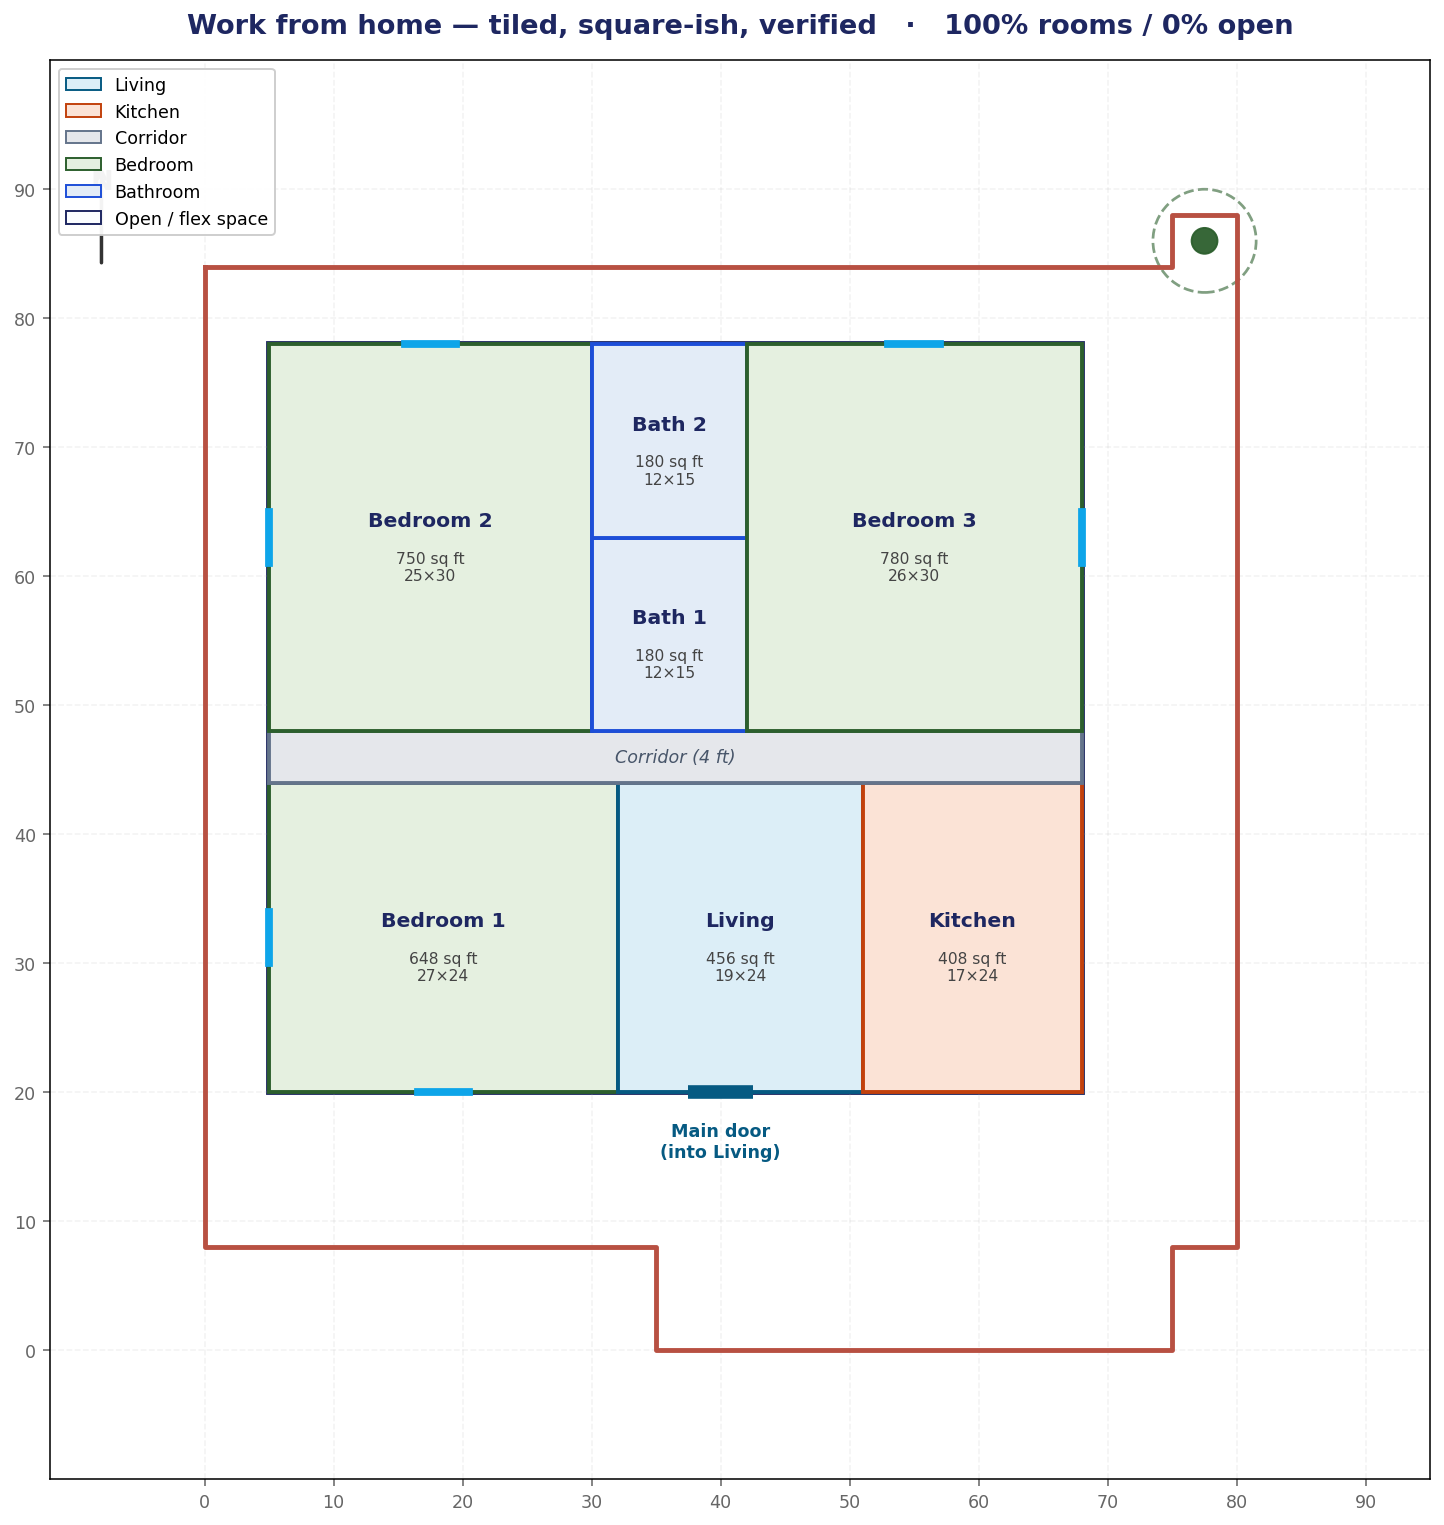 Work from home — tiled, square-ish, verified · 100% rooms / 0% open
Living
Kitchen
Corridor
Bedroom
Bathroom
Open / flex space
90
80
70
60
50
40
30
20
10
0
Bath 2
180 sq ft
12×15
Bedroom 2
750 sq ft
25×30
Bedroom 3
780 sq ft
26×30
Bath 1
180 sq ft
12×15
Corridor (4 ft)
Bedroom 1
648 sq ft
27×24
Living
456 sq ft
19×24
Kitchen
408 sq ft
17×24
Main door
(into Living)
0 10 20 30 40 50 60 70 80 90